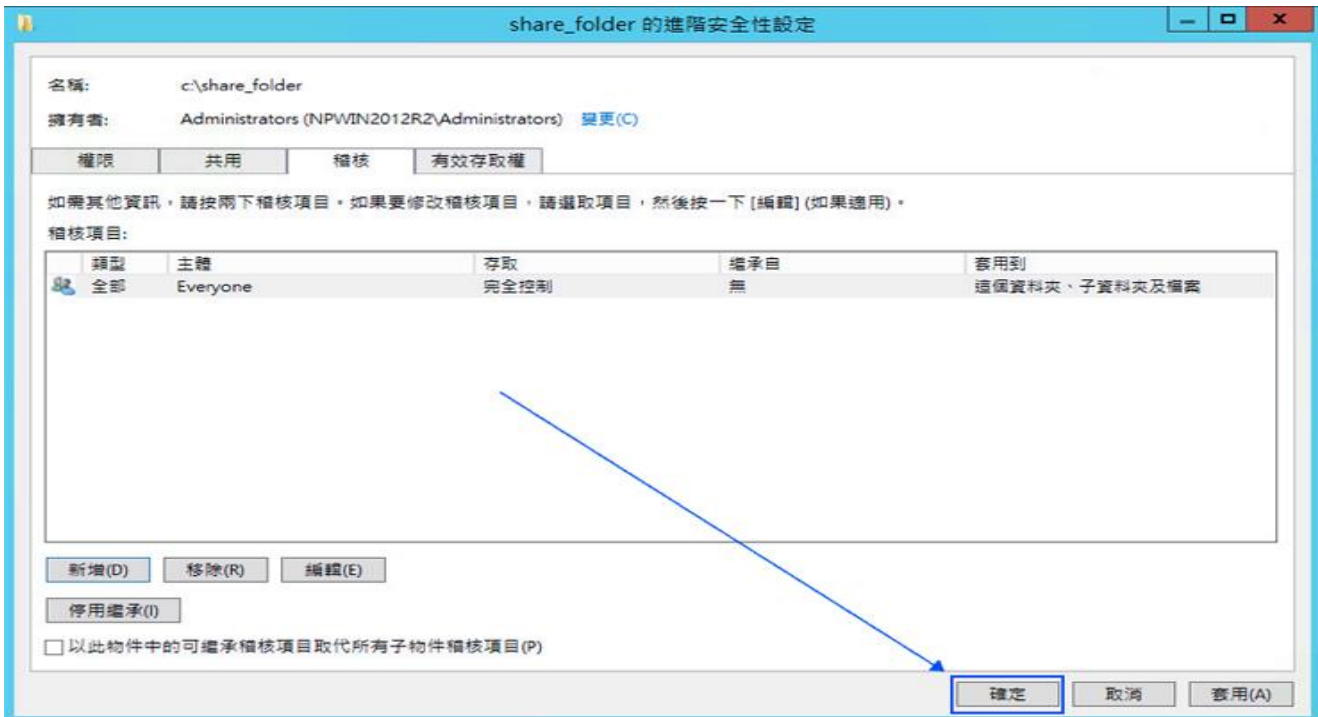 share_folder 的進階安全性設定
名稱: c:\share_folder
擁有者: Administrators (NPWIN2012R2\Administrators) 變更(C)
權限 共用 稽核 有效存取權
如需其他資訊，請按兩下稽核項目。如果要修改稽核項目，請選取項目，然後按一下 [編輯] (如果適用)。
稽核項目:
類型 主體 存取 繼承自 套用到
全部 Everyone 完全控制 無 這個資料夾、子資料夾及檔案
新增(D) 移除(R) 編輯(E)
停用繼承(I)
以此物件中的可繼承稽核項目取代所有子物件稽核項目(P)
確定 取消 套用(A)